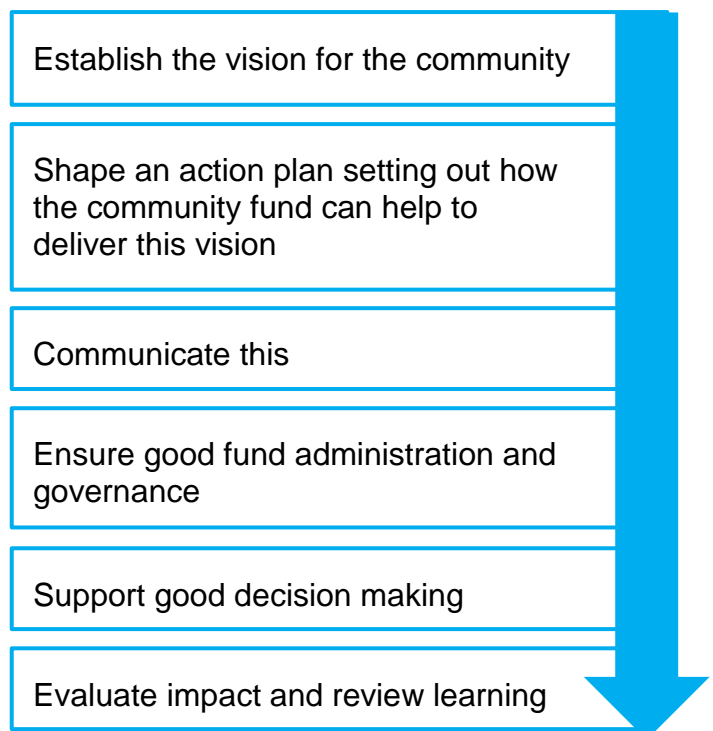 Establish the vision for the community
Shape an action plan setting out how
the community fund can help to
deliver this vision
Communicate this
Ensure good fund administration and
governance
Support good decision making
Evaluate impact and review learning